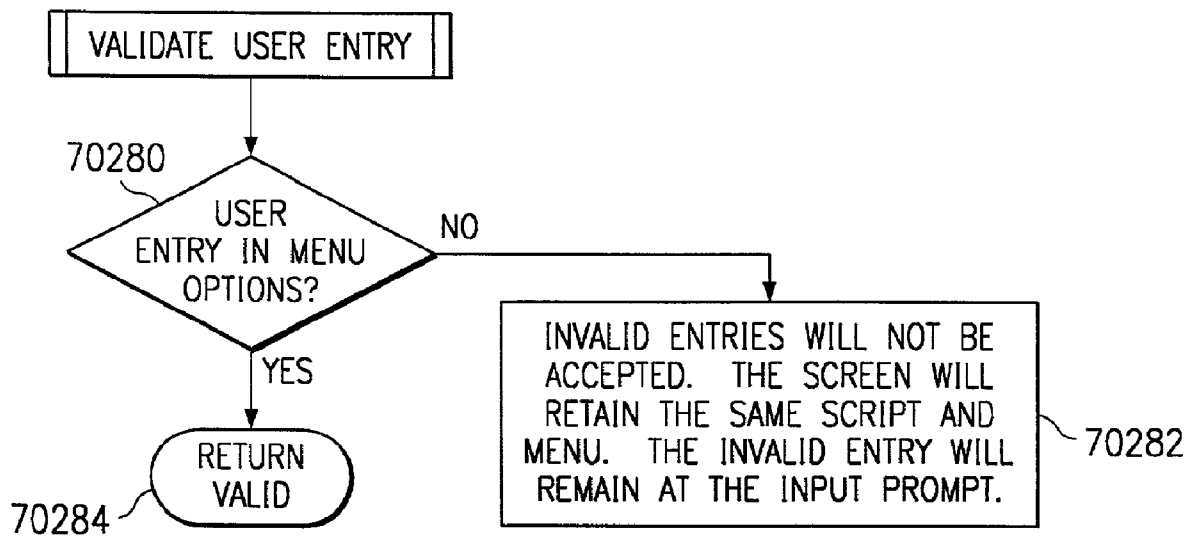 VALIDATE USER ENTRY
70280
USER
ENTRY IN MENU
OPTIONS?
NO
YES
INVALID ENTRIES WILL NOT BE
ACCEPTED. THE SCREEN WILL
RETAIN THE SAME SCRIPT AND
MENU. THE INVALID ENTRY WILL
REMAIN AT THE INPUT PROMPT.
70282
RETURN
VALID
70284